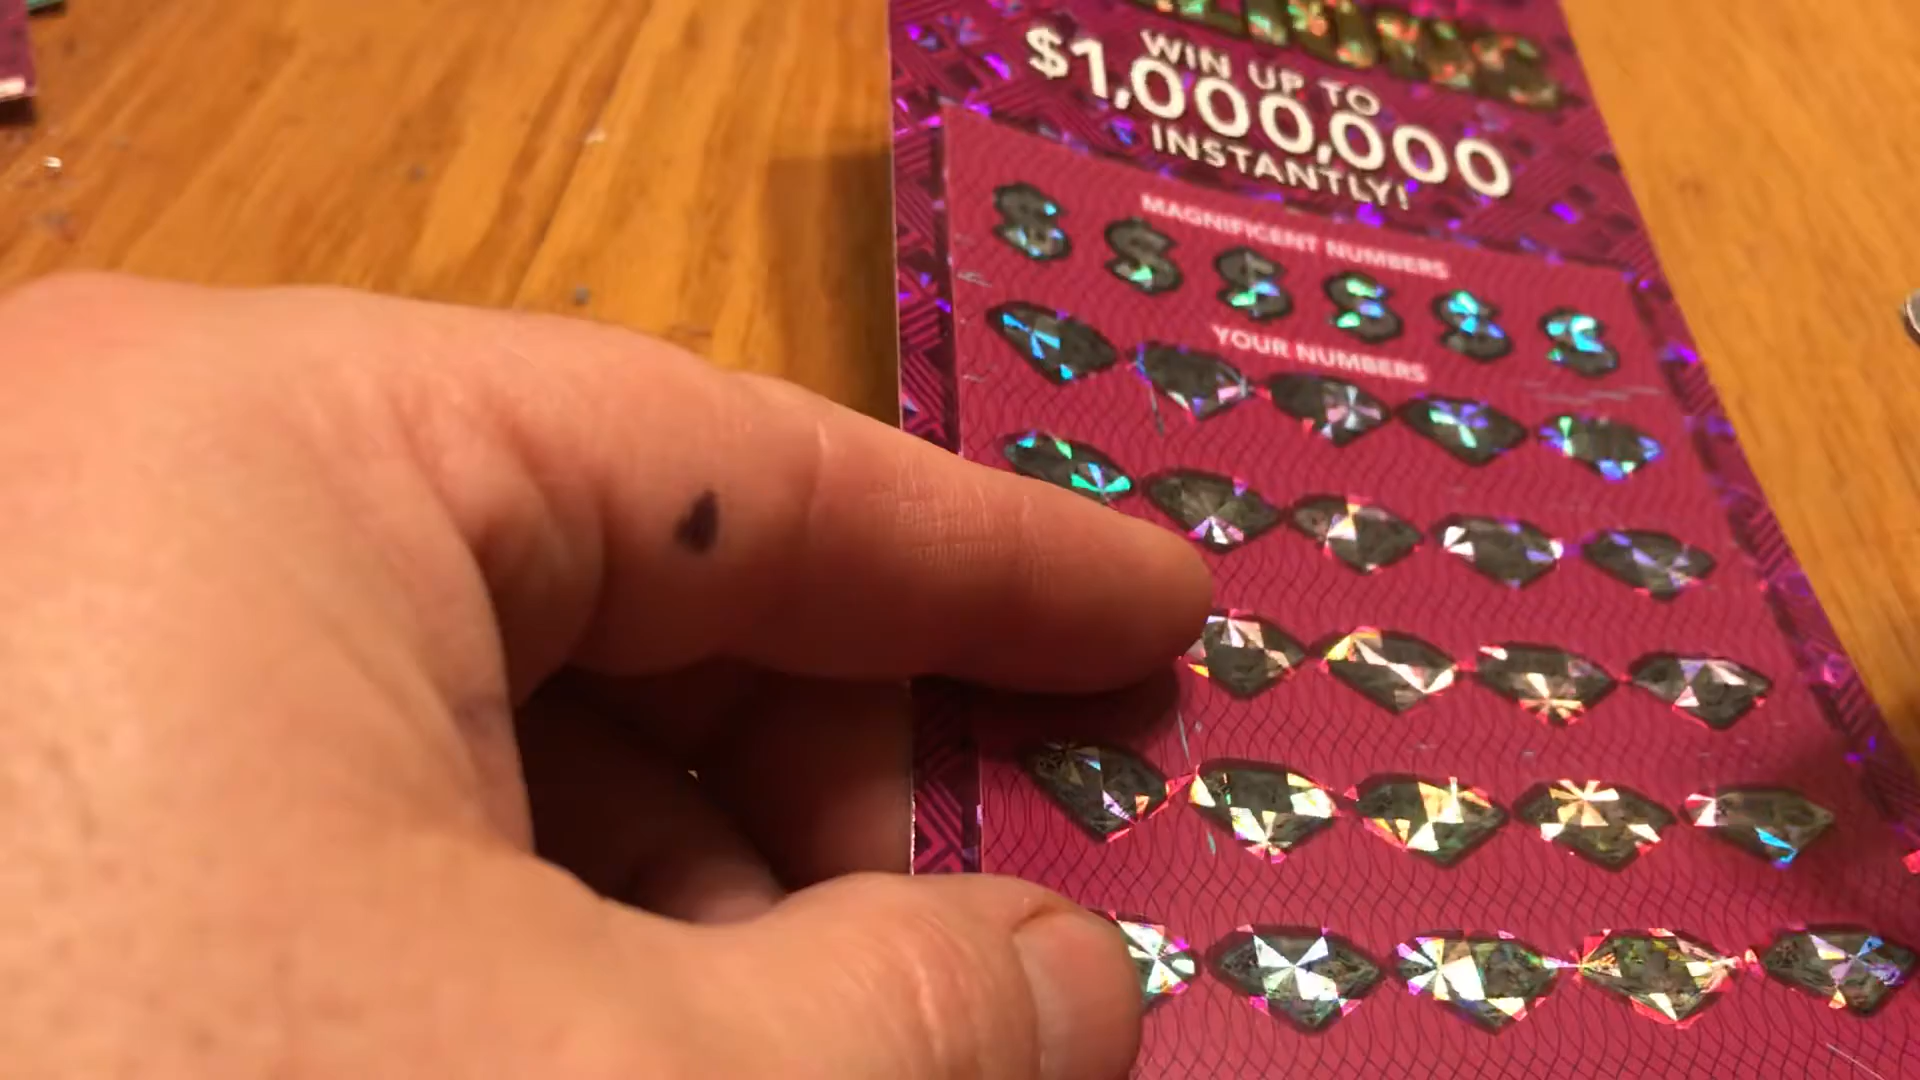 WIN UP TO
$1,000,000
INSTANTLY!
MAGNIFICENT NUMBERS
$ $ $ $ $ $
YOUR NUMBERS